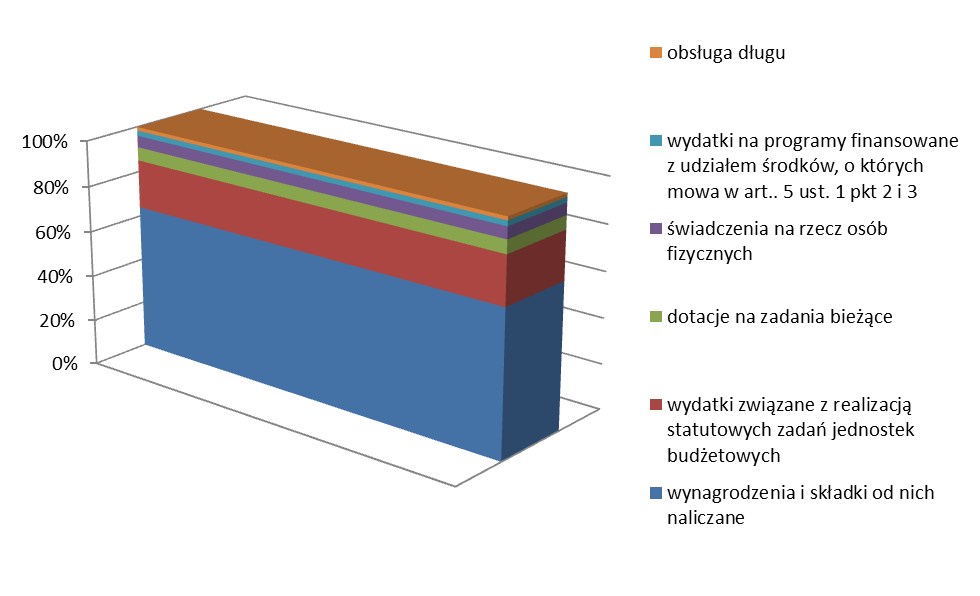 100%
80%
60%
40%
20%
0%
obsługa długu
wydatki na programy finansowane
z udziałem środków, o których
mowa w art.. 5 ust. 1 pkt 2 i 3
świadczenia na rzecz osób
fizycznych
dotacje na zadania bieżące
wydatki związane z realizacją
statutowych zadań jednostek
budżetowych
wynagrodzenia i składki od nich
naliczane